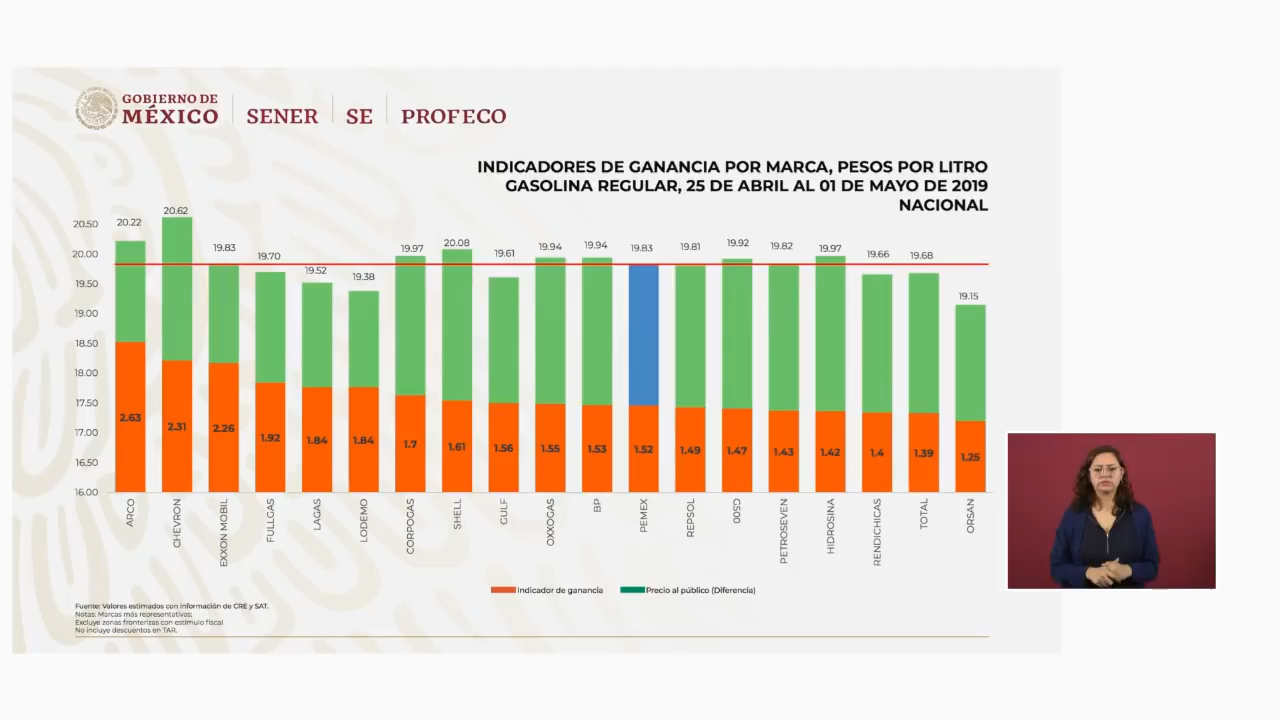 GOBIERNO DE
MÉXICO
SENER
SE
PROFECO
INDICADORES DE GANANCIA POR MARCA, PESOS POR LITRO
GASOLINA REGULAR, 25 DE ABRIL AL 01 DE MAYO DE 2019
NACIONAL
20.50
20.00
19.50
19.00
18.50
18.00
17.50
17.00
16.50
16.00
20.22
20.62
19.83
19.70
19.52
19.38
19.97
20.08
19.61
19.94
19.94
19.83
19.81
19.92
19.82
19.97
19.66
19.68
19.15
2.63
2.31
2.26
1.92
1.84
1.84
1.7
1.61
1.56
1.55
1.53
1.52
1.49
1.47
1.43
1.42
1.4
1.39
1.25
ARCO
CHEVRON
EXXON MOBIL
FULLGAS
LAGAS
LODEMO
CORPOGAS
SHELL
GULF
OXXOGAS
BP
PEMEX
REPSOL
G500
PETROSEVEN
HIDROSINA
RENDICHICAS
TOTAL
ORSAN
Indicador de ganancia
Precio al público (Diferencia)
Fuente: Valores estimados con información de CRE y SAT.
Notas: Marcas más representativas;
Excluye zonas fronterizas con estímulo fiscal
No incluye descuentos en TAR.